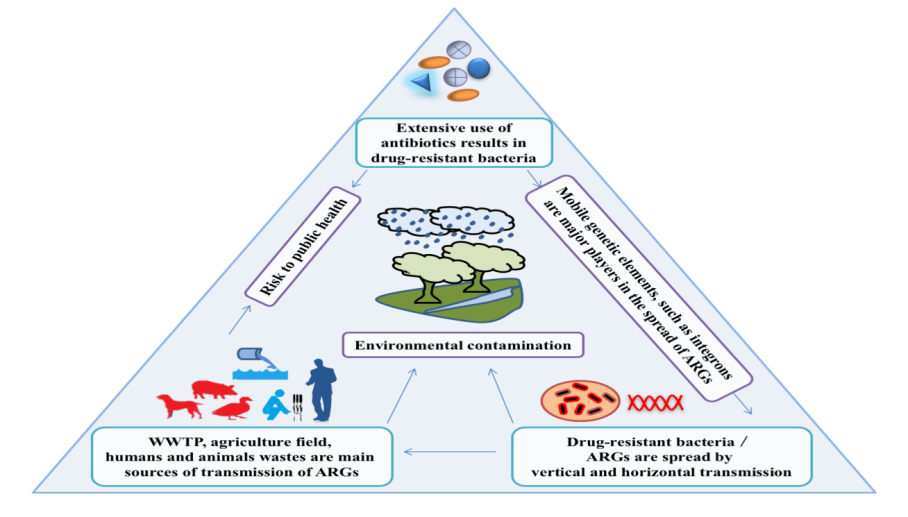 Extensive use of
antibiotics results in
drug-resistant bacteria
Risk to public health
Mobile genetic elements, such as integrons
are major players in the spread of ARGs
Environmental contamination
WWTP, agriculture field,
humans and animals wastes are main
sources of transmission of ARGs
Drug-resistant bacteria /
ARGs are spread by
vertical and horizontal transmission